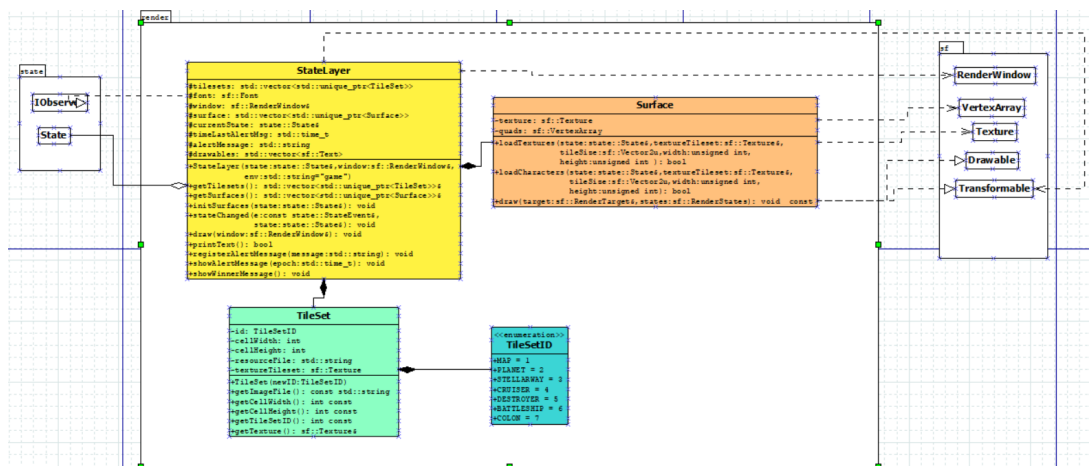 render
state
IObserve
State
StateLayer
#tilesets: std::vector<std::unique_ptr<TileSet>>
#font: sf::Font
#window: sf::RenderWindow&
#surface: std::vector<std::unique_ptr<Surface>>
#currentState: state::State&
#timeLastAlertMsg: std::time_t
#alertMessage: std::string
#drawables: std::vector<sf::Text>
+StateLayer(state:state::State&,window:sf::RenderWindow&,
env:std::string="game")
+getTilesets(): std::vector<std::unique_ptr<TileSet>>&
+getSurfaces(): std::vector<std::unique_ptr<Surface>>&
+initSurfaces(state:state::State&): void
+stateChanged(e:const state::StateEvent&,
state:state::State&): void
+draw(window:sf::RenderWindow&): void
+printText(): bool
+registerAlertMessage(message:std::string): void
+showAlertMessage(epoch:std::time_t): void
+showWinnerMessage(): void
Surface
-texture: sf::Texture
-quads: sf::VertexArray
+loadTextures(state:state::State&,textureTileset:sf::Texture&,
tileSize:sf::Vector2u,width:unsigned int,
height:unsigned int ): bool
+loadCharacters(state:state::State&,textureTileset:sf::Texture&,
tileSize:sf::Vector2u,width:unsigned int,
height:unsigned int): bool
+draw(target:sf::RenderTarget&,states:sf::RenderStates): void const
TileSet
-id: TileSetID
-cellWidth: int
-cellHeight: int
-resourceFile: std::string
-textureTileset: sf::Texture
+TileSet(newID:TileSetID)
+getImageFile(): const std::string
+getCellWidth(): int const
+getCellHeight(): int const
+getTileSetID(): int const
+getTexture(): sf::Texture&
<<enumeration>>
TileSetID
+MAP = 1
+PLANET = 2
+STELLARWAY = 3
+CRUISER = 4
+DESTROYER = 5
+BATTLESHIP = 6
+COLON = 7
sf
RenderWindow
VertexArray
Texture
Drawable
Transformable